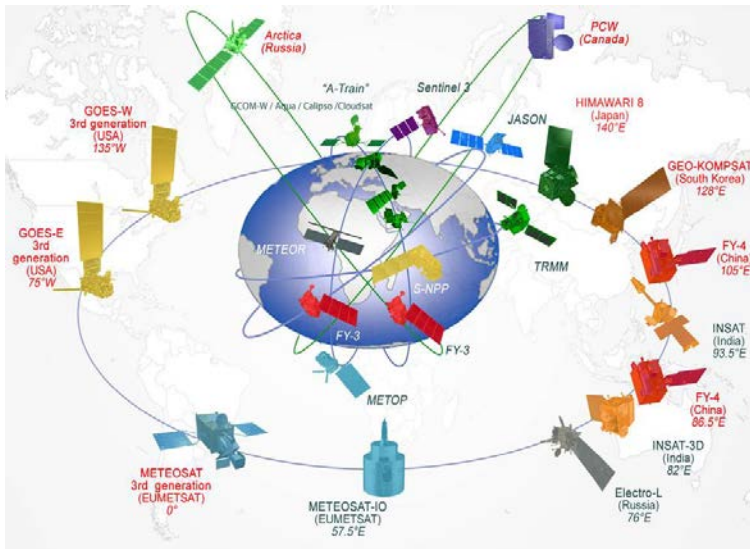 Arctica
(Russia)
PCW
(Canada)
"A-Train"
GCOM-W / Aqua / Calipso /Cloudsat
Sentinel 3
JASON
GOES-W
3rd generation
(USA)
135°W
HIMAWARI 8
(Japan)
140°E
GEO-KOMPSAT
(South Korea)
128°E
GOES-E
3rd
generation
(USA)
75°W
METEOR
TRMM
FY-4
(China)
105°E
S-NPP
FY-3
FY-3
INSAT
(India)
93.5°E
METOP
FY-4
(China)
86.5°E
METEOSAT
3rd generation
(EUMETSAT)
0°
METEOSAT-IO
(EUMETSAT)
57.5°E
INSAT-3D
(India)
82°E
Electro-L
(Russia)
76°E